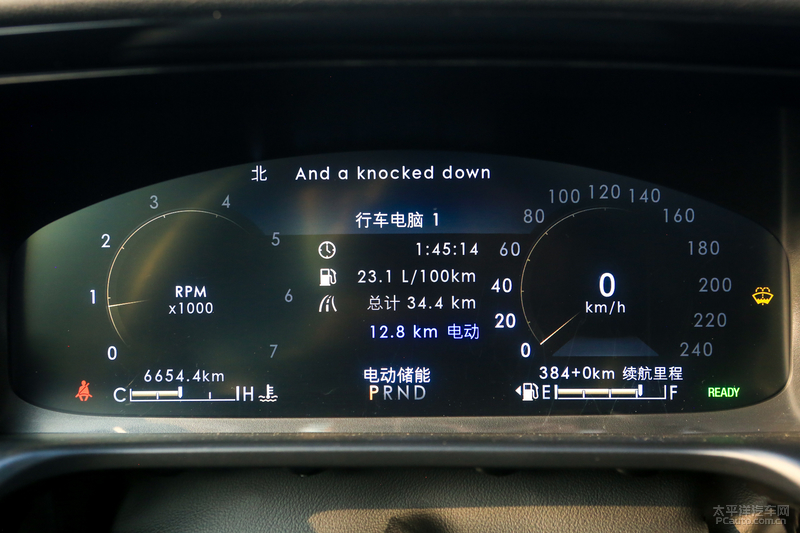 北 And a knocked down
行车电脑 1
1:45:14
23.1 L/100km
总计 34.4 km
12.8 km 电动
0 1 2 3 4 5 6 7
RPM
x1000
0 20 40 60 80 100 120 140 160 180 200 220 240
0
km/h
6654.4km
C H
电动储能
PRND
384+0km 续航里程
E F
READY
太平洋汽车网
PCauto.com.cn